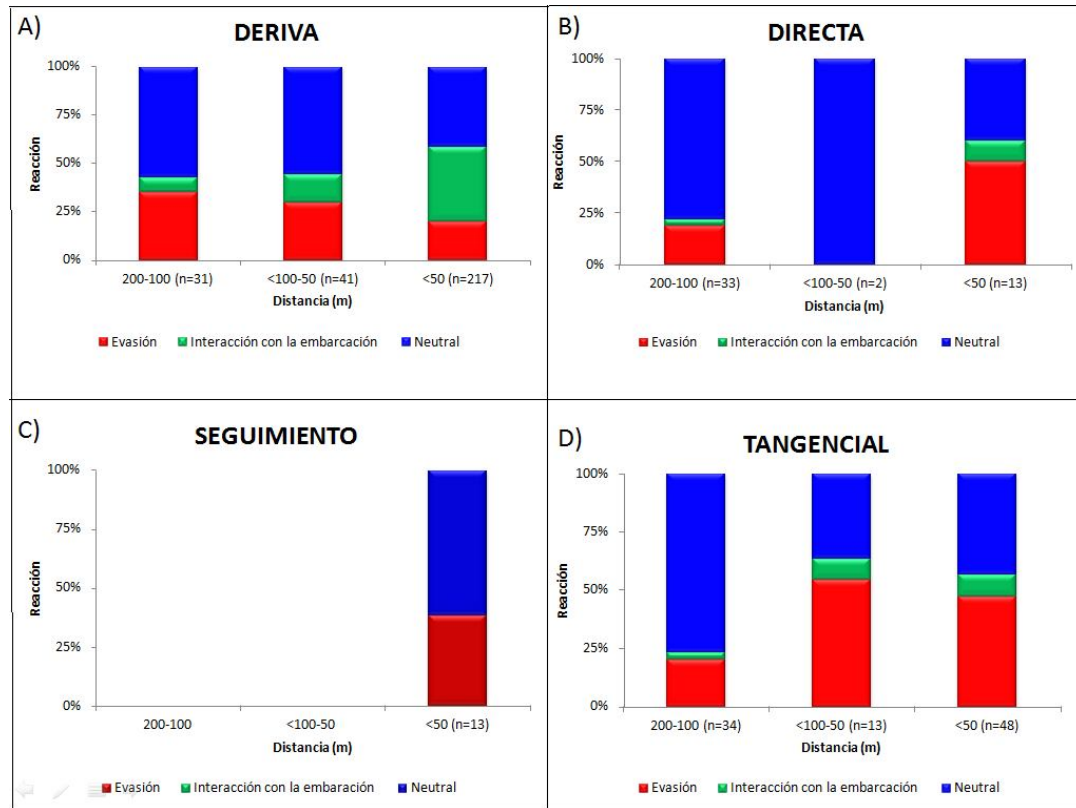 A)
DERIVA
100%
75%
50%
25%
0%
Reacción
200-100 (n=31) <100-50 (n=41) <50 (n=217)
Distancia (m)
Evasión Interacción con la embarcación Neutral
B)
DIRECTA
100%
75%
50%
25%
0%
Reacción
200-100 (n=33) <100-50 (n=2) <50 (n=13)
Distancia (m)
Evasión Interacción con la embarcación Neutral
C)
SEGUIMIENTO
100%
75%
50%
25%
0%
Reacción
200-100 <100-50 <50 (n=13)
Distancia (m)
Evasión Interacción con la embaración Neutral
D)
TANGENCIAL
100%
75%
50%
25%
0%
Reacción
200-100 (n=34) <100-50 (n=13) <50 (n=48)
Distancia (m)
Evasión Interacción con la embarcación Neutral